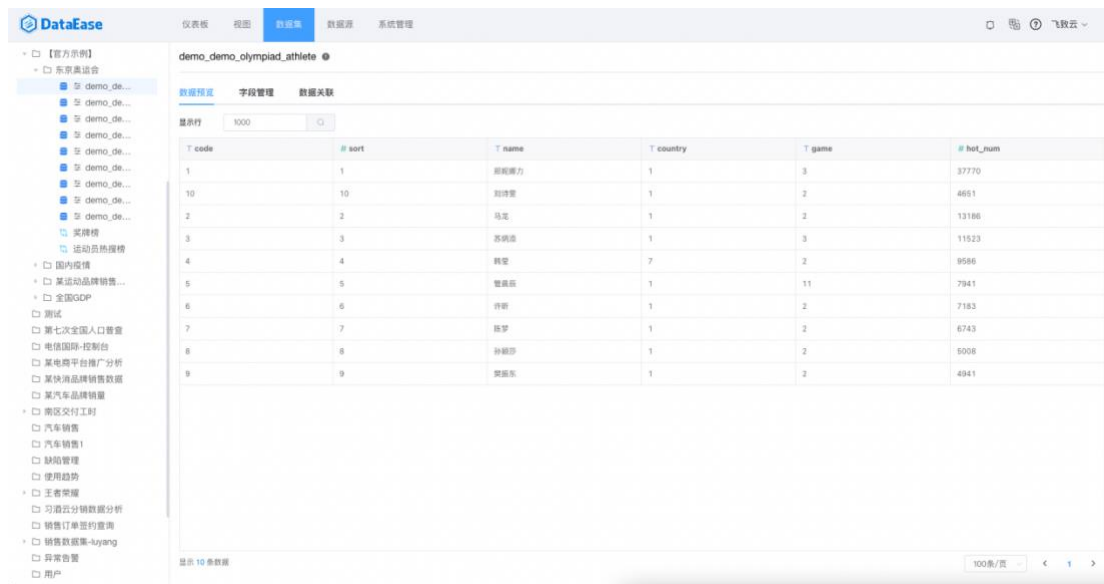 DataEase
仪表板 视图 数据集 数据源 系统管理
飞致云
【官方示例】
东京奥运会
demo_de...
demo_de...
demo_de...
demo_de...
demo_de...
demo_de...
demo_de...
demo_de...
demo_de...
奖牌榜
运动员热搜榜
国内疫情
某运动品牌销售...
全国GDP
测试
第七次全国人口普查
电信国际-控制台
某电商平台推广分析
某快消品牌销售数据
某汽车品牌销量
南区交付工时
汽车销售
汽车销售1
缺陷管理
使用趋势
王者荣耀
习酒云分销数据分析
销售订单签约查询
销售数据集-luyang
异常告警
用户
demo_demo_olympiad_athlete
数据预览 字段管理 数据关联
显示行 1000
T code # sort T name T country T game # hot_num
1 1 1 3 37770
10 10 刘诗雯 1 2 4651
2 2 马龙 1 2 13186
3 3 苏炳添 1 3 11523
4 4 韩莹 7 2 9586
5 5 管晨辰 1 11 7941
6 6 许昕 1 2 7183
7 7 陈梦 1 2 6743
8 8 孙颖莎 1 2 5008
9 9 樊振东 1 2 4941
显示 10 条数据
100条/页 < 1 >